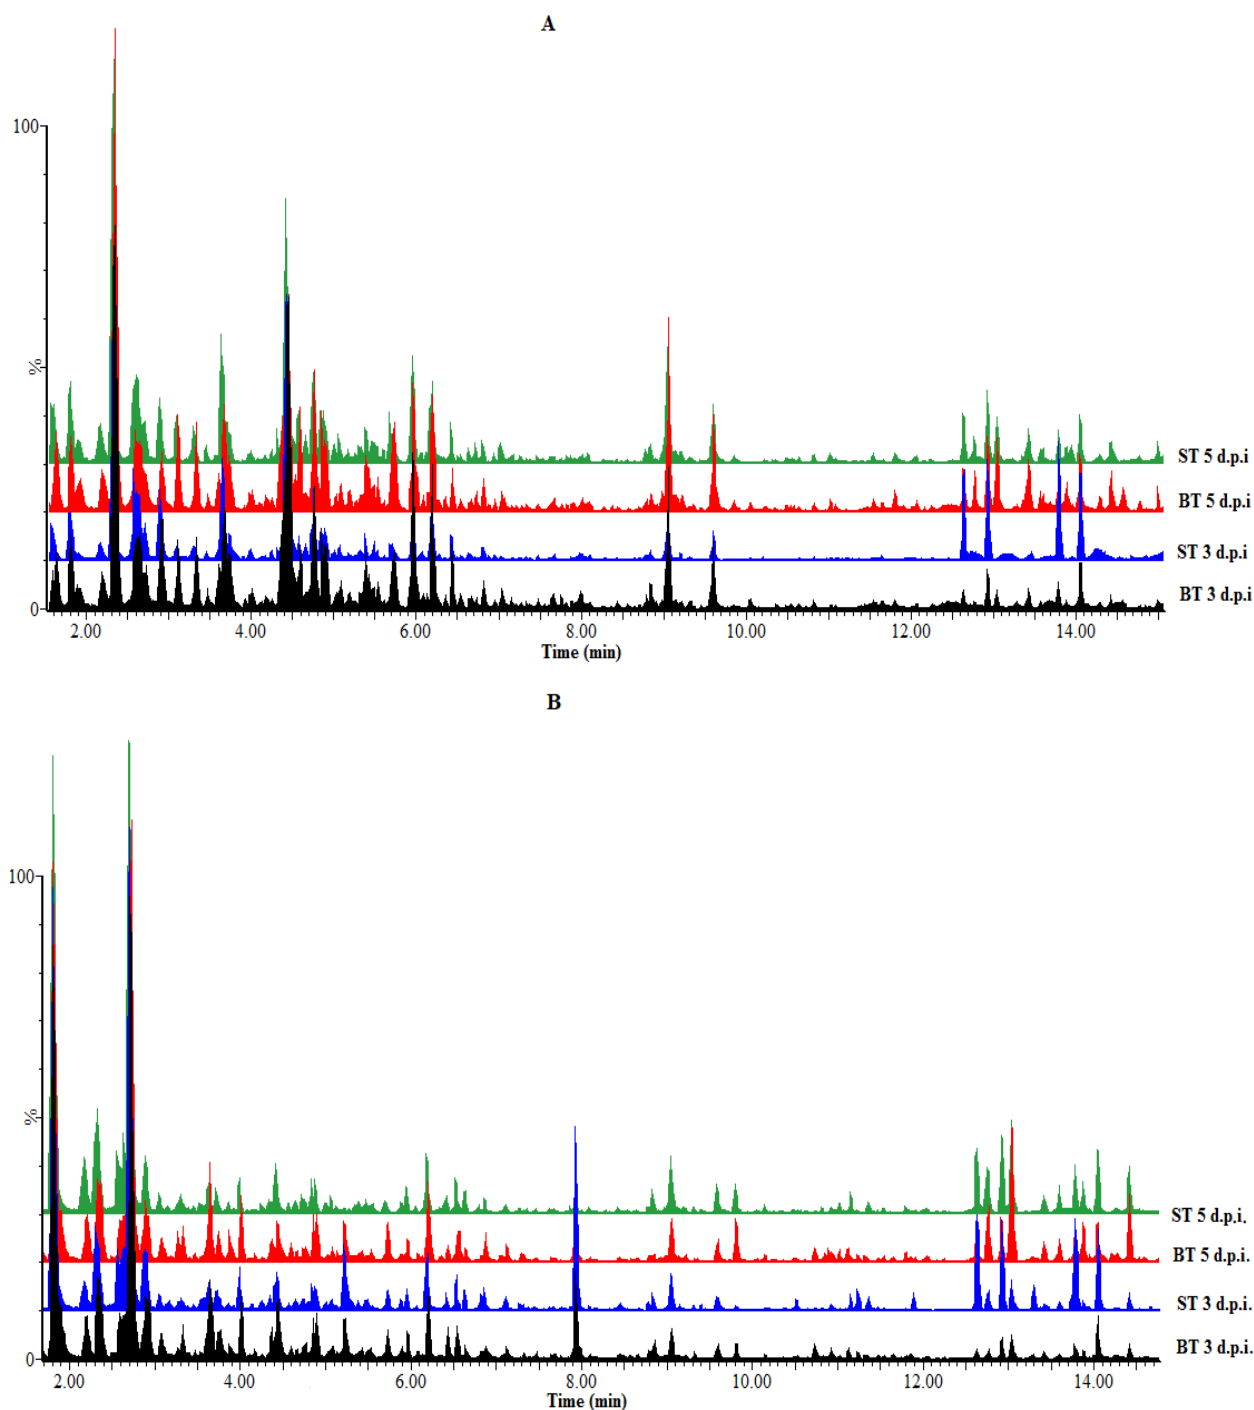 A
100
%
0
ST 5 d.p.i
BT 5 d.p.i
ST 3 d.p.i
BT 3 d.p.i
2.00 4.00 6.00 8.00 10.00 12.00 14.00
Time (min)
B
100
%
0
ST 5 d.p.i.
BT 5 d.p.i.
ST 3 d.p.i.
BT 3 d.p.i.
2.00 4.00 6.00 8.00 10.00 12.00 14.00
Time (min)